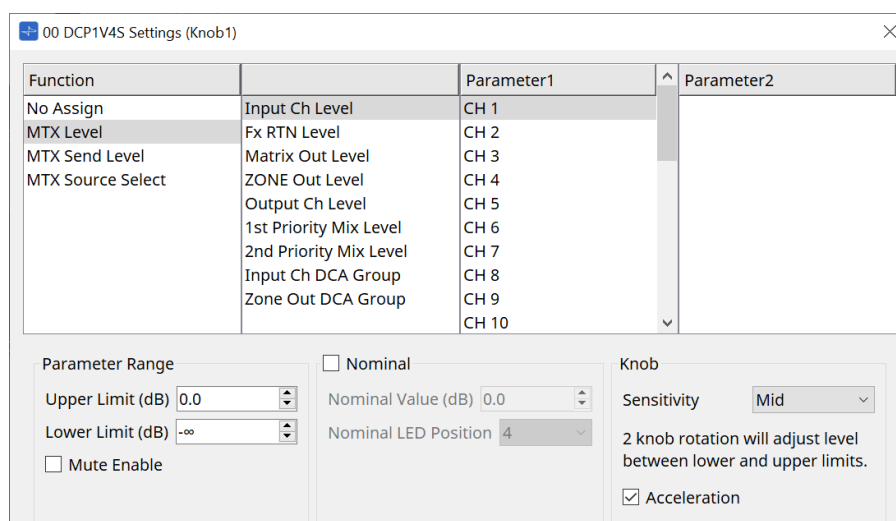 00 DCP1V4S Settings (Knob1)
Function
Parameter1
Parameter2
No Assign
MTX Level
MTX Send Level
MTX Source Select
Input Ch Level
Fx RTN Level
Matrix Out Level
ZONE Out Level
Output Ch Level
1st Priority Mix Level
2nd Priority Mix Level
Input Ch DCA Group
Zone Out DCA Group
CH 1
CH 2
CH 3
CH 4
CH 5
CH 6
CH 7
CH 8
CH 9
CH 10
Parameter Range
Upper Limit (dB) 0.0
Lower Limit (dB) -∞
Mute Enable
Nominal
Nominal Value (dB) 0.0
Nominal LED Position 4
Knob
Sensitivity Mid
2 knob rotation will adjust level
between lower and upper limits.
Acceleration